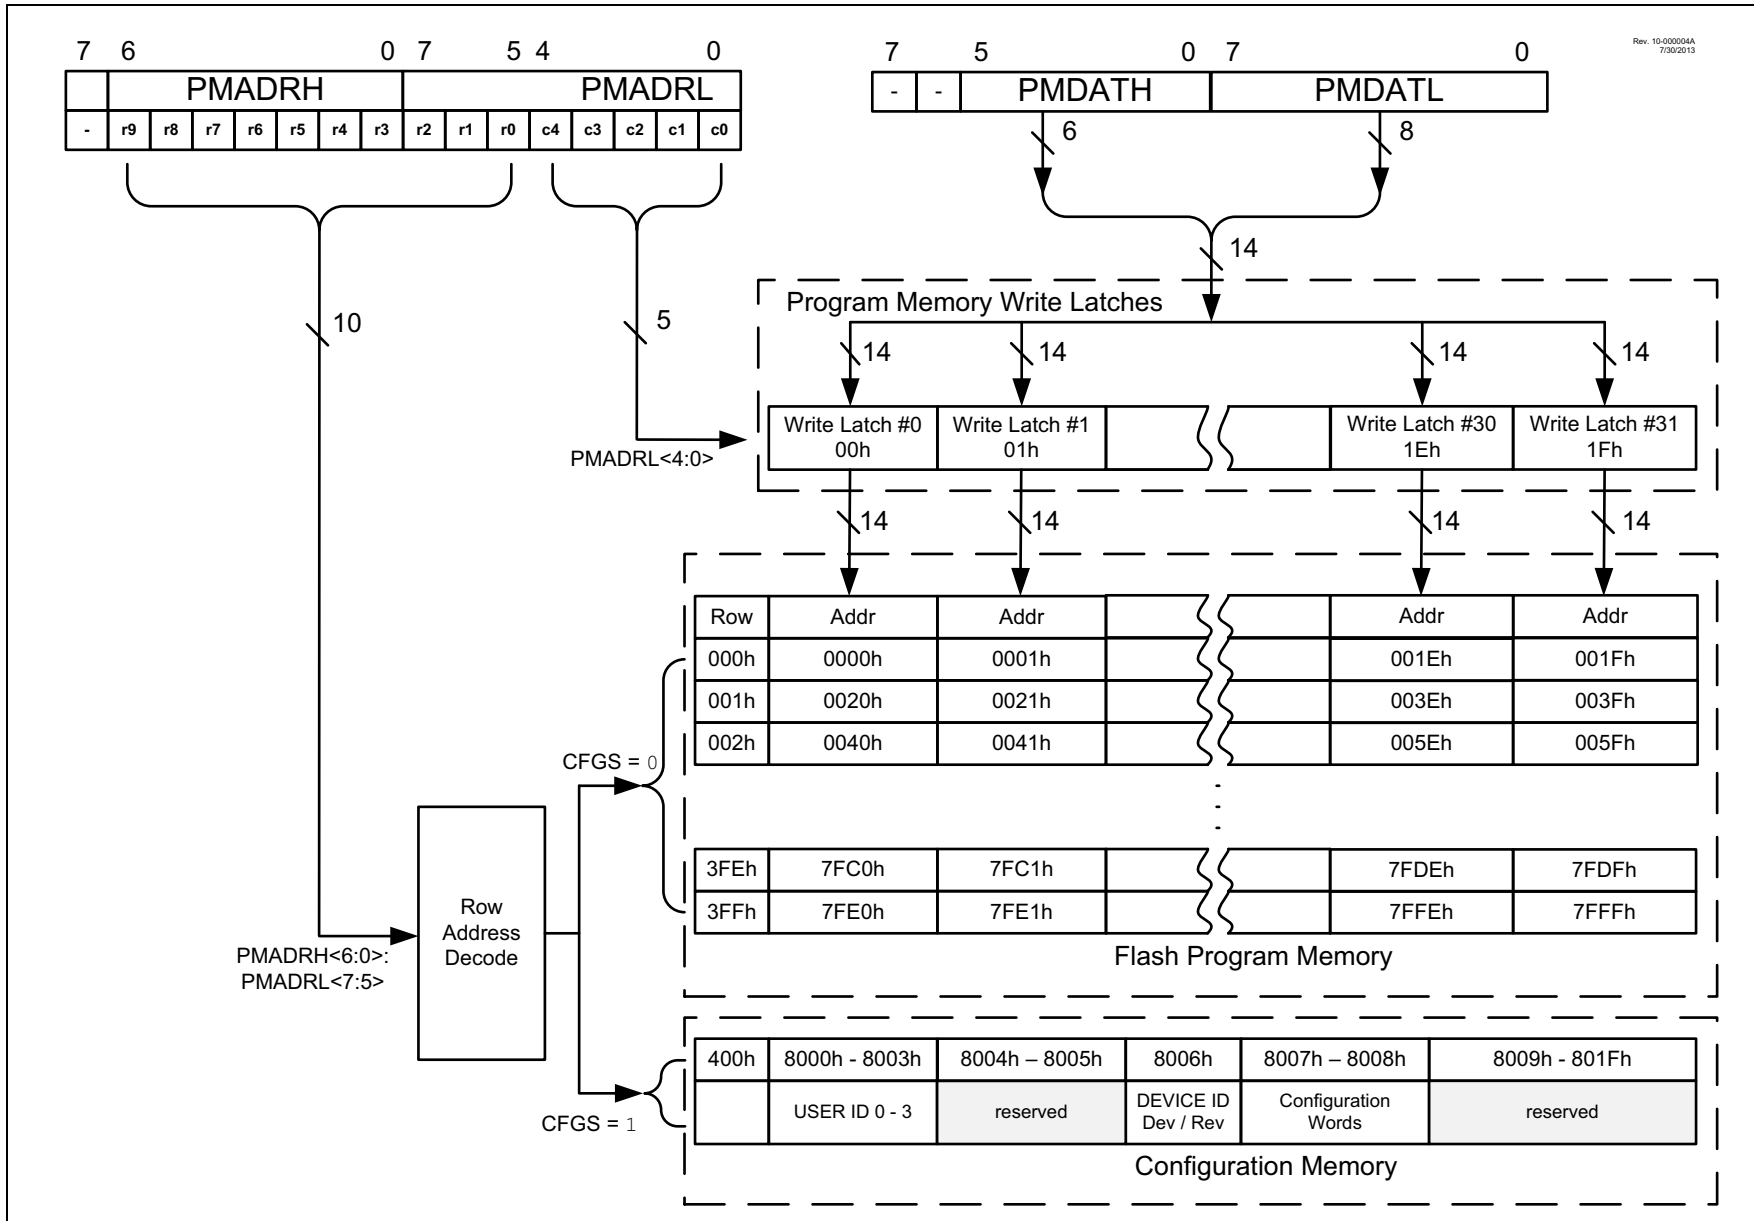 7 6 0 7 5 4 0
PMADRH PMADRL
- r9 r8 r7 r6 r5 r4 r3 r2 r1 r0 c4 c3 c2 c1 c0
7 5 0 7 0
- - PMDATH PMDATL
Rev. 10-000004A
7/30/2013
6 8
14
10
5
PMADRL<4:0>
Program Memory Write Latches
14 14 14 14
Write Latch #0 Write Latch #1 Write Latch #30 Write Latch #31
00h 01h 1Eh 1Fh
14 14 14 14
Row Addr Addr Addr Addr
000h 0000h 0001h 001Eh 001Fh
001h 0020h 0021h 003Eh 003Fh
002h 0040h 0041h 005Eh 005Fh
CFGS = 0
3FEh 7FC0h 7FC1h 7FDEh 7FDFh
3FFh 7FE0h 7FE1h 7FFEh 7FFFh
Flash Program Memory
Row
Address
Decode
PMADRH<6:0>:
PMADRL<7:5>
400h 8000h - 8003h 8004h – 8005h 8006h 8007h – 8008h 8009h - 801Fh
USER ID 0 - 3 reserved DEVICE ID Configuration reserved
Dev / Rev Words
CFGS = 1
Configuration Memory